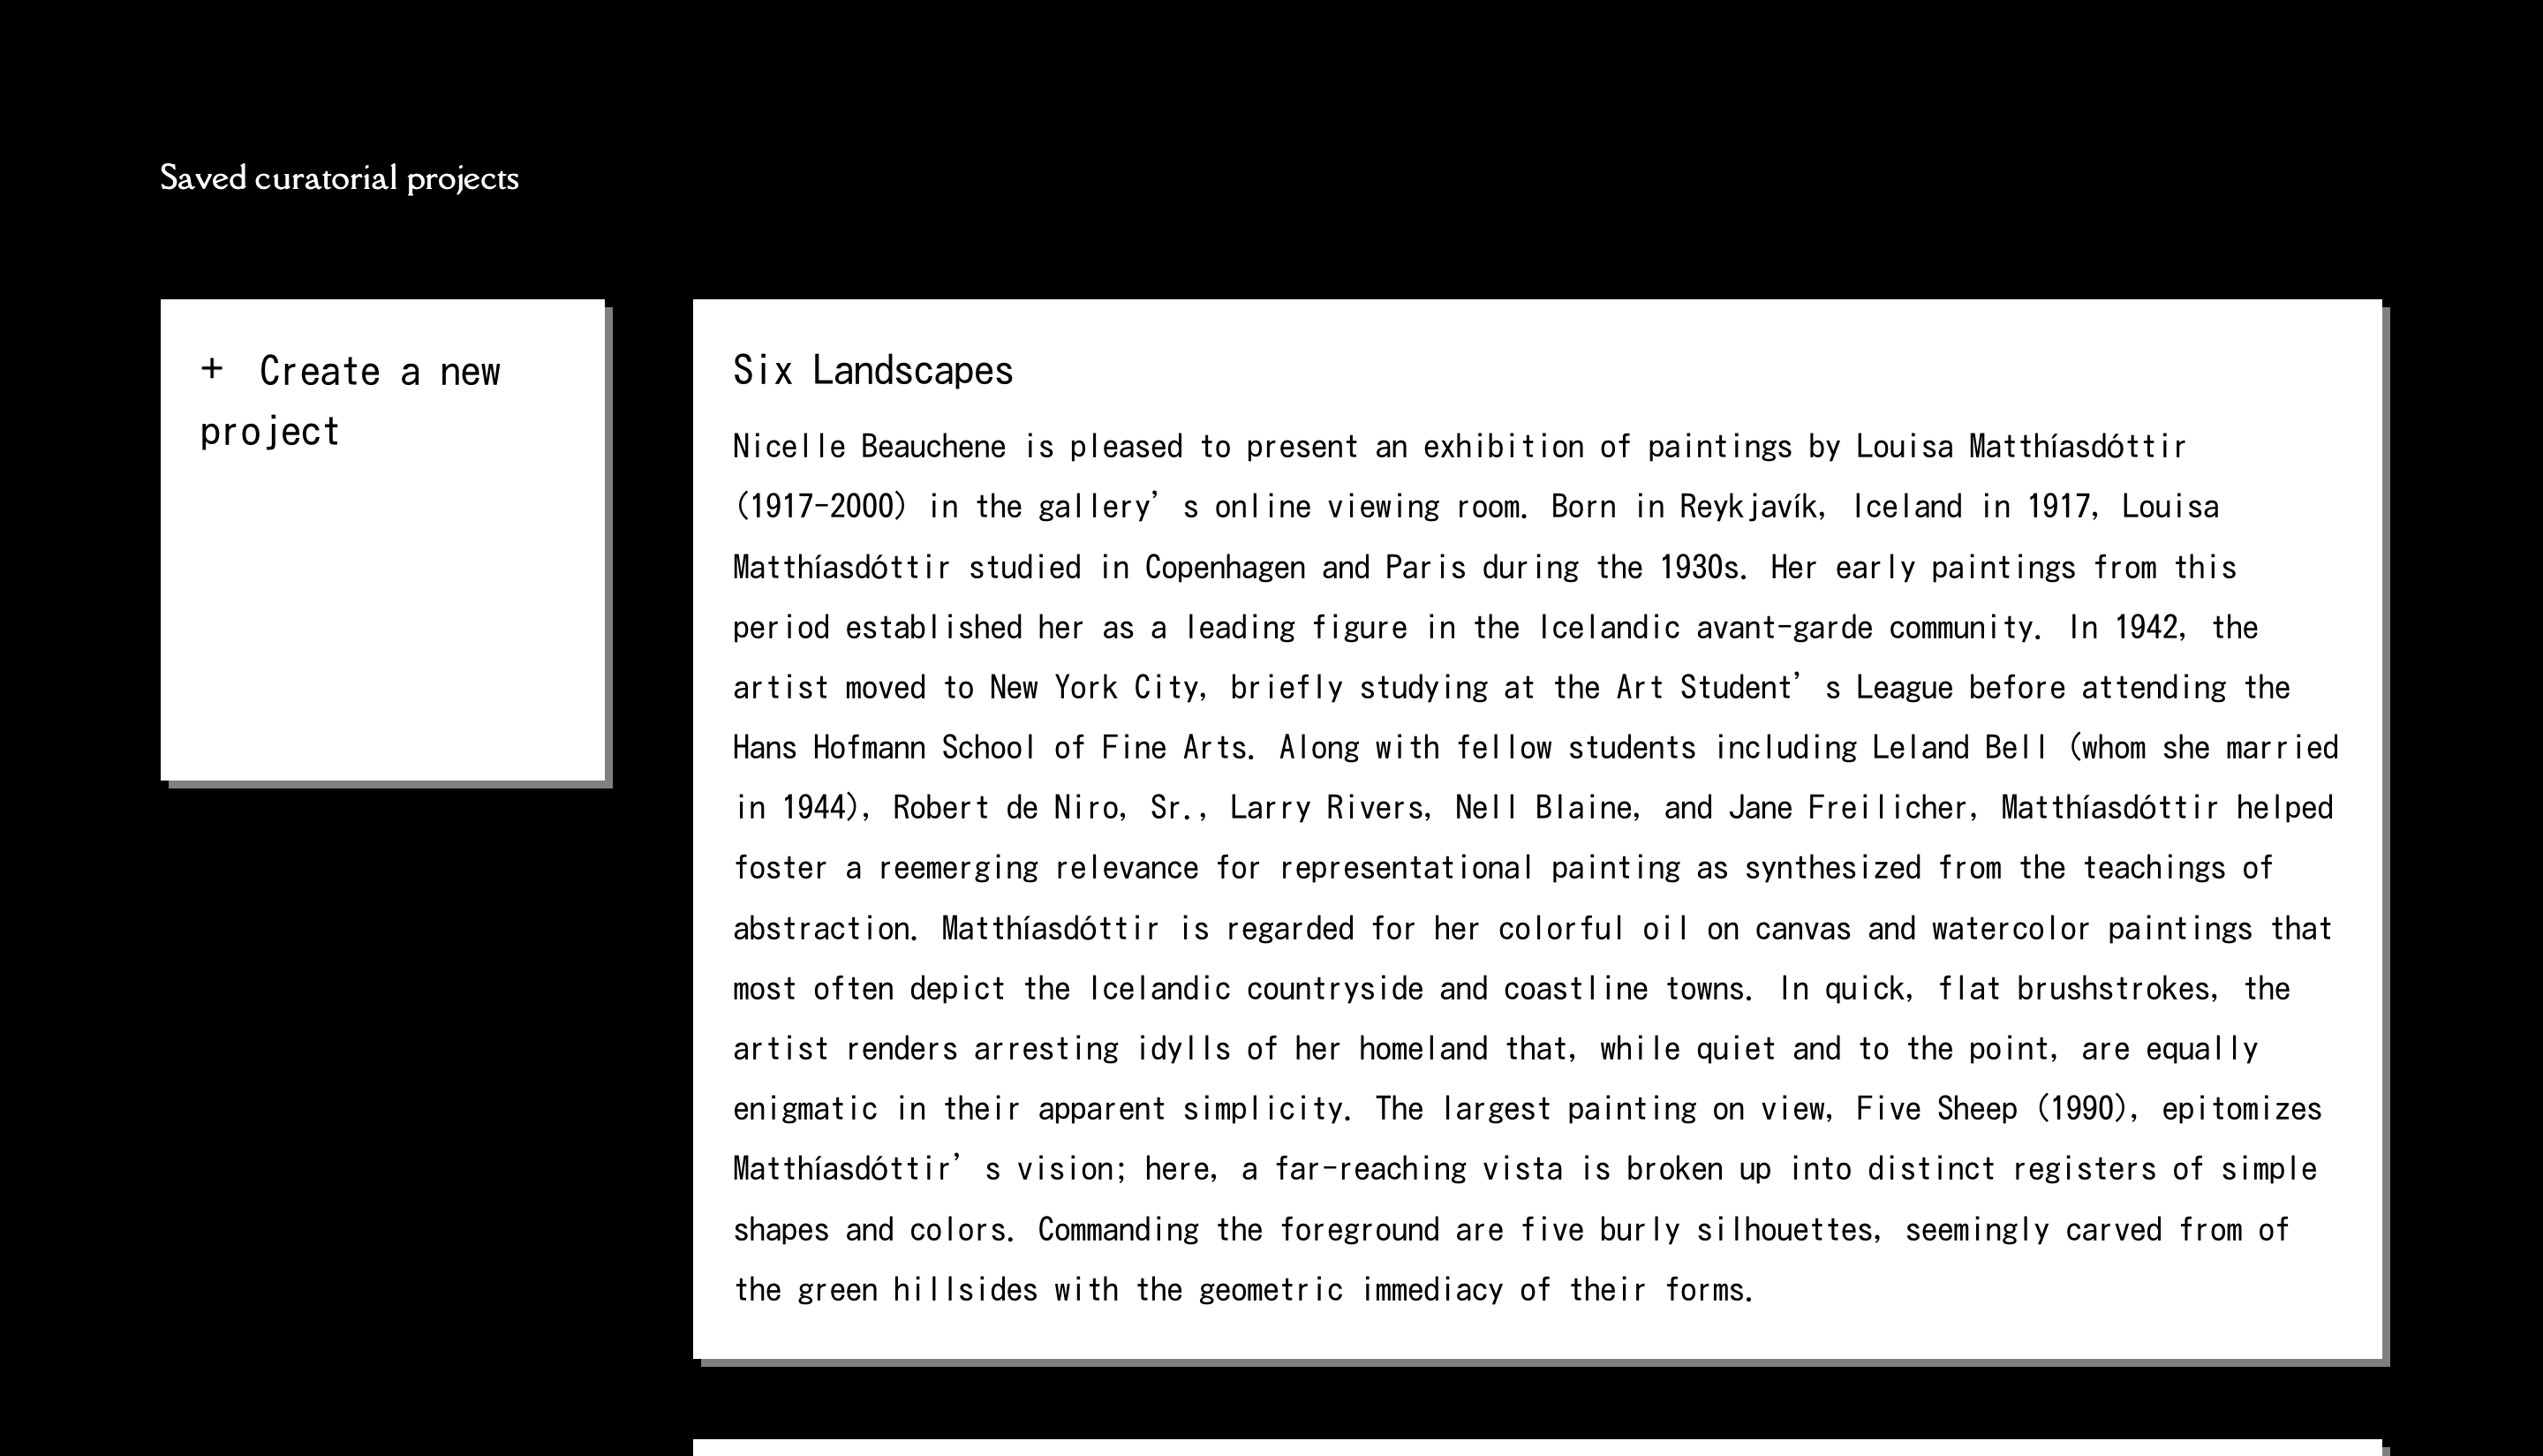 Saved curatorial projects
+ Create a new
project
Six Landscapes
Nicelle Beauchene is pleased to present an exhibition of paintings by Louisa Matthíasdóttir
(1917-2000) in the gallery’s online viewing room. Born in Reykjavík, Iceland in 1917, Louisa
Matthíasdóttir studied in Copenhagen and Paris during the 1930s. Her early paintings from this
period established her as a leading figure in the Icelandic avant-garde community. In 1942, the
artist moved to New York City, briefly studying at the Art Student’s League before attending the
Hans Hofmann School of Fine Arts. Along with fellow students including Leland Bell (whom she married
in 1944), Robert de Niro, Sr., Larry Rivers, Nell Blaine, and Jane Freilicher, Matthíasdóttir helped
foster a reemerging relevance for representational painting as synthesized from the teachings of
abstraction. Matthíasdóttir is regarded for her colorful oil on canvas and watercolor paintings that
most often depict the Icelandic countryside and coastline towns. In quick, flat brushstrokes, the
artist renders arresting idylls of her homeland that, while quiet and to the point, are equally
enigmatic in their apparent simplicity. The largest painting on view, Five Sheep (1990), epitomizes
Matthíasdóttir’s vision; here, a far-reaching vista is broken up into distinct registers of simple
shapes and colors. Commanding the foreground are five burly silhouettes, seemingly carved from of
the green hillsides with the geometric immediacy of their forms.